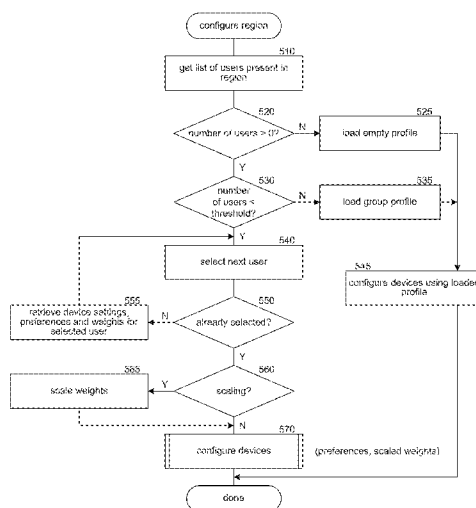 configure region
510
get list of users present in
region
520
number of users > 0?
N
525
load empty profile
Y
530
number
of users <
threshold?
N
535
load group profile
Y
540
select next user
545
configure devices using loaded
profile
555
retrieve device settings,
preferences and weights for
selected user
N
550
already selected?
Y
565
scale weights
Y
560
scaling?
N
570
configure devices
(preferences, scaled weights)
done